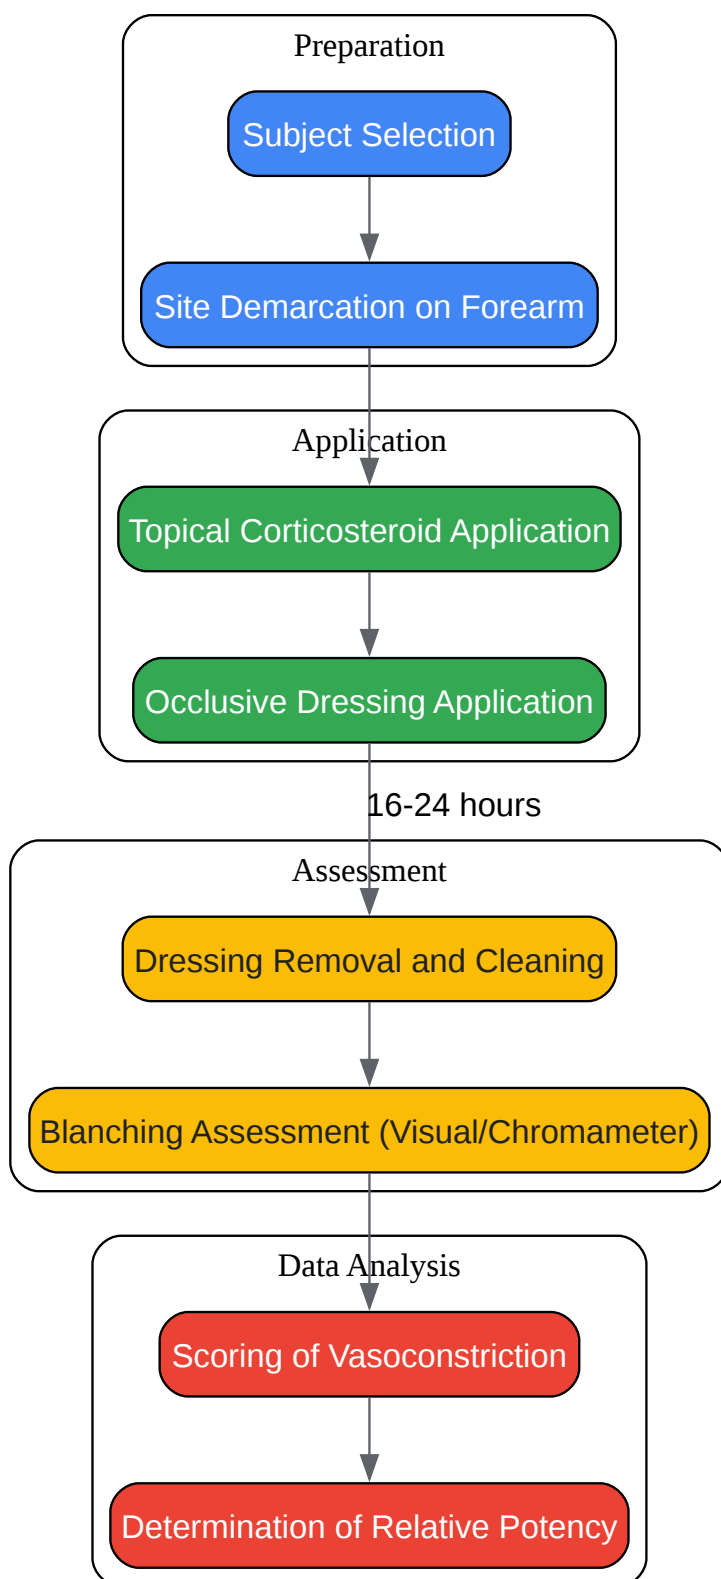 Preparation
Subject Selection
Site Demarcation on Forearm
Application
Topical Corticosteroid Application
Occlusive Dressing Application
16-24 hours
Assessment
Dressing Removal and Cleaning
Blanching Assessment (Visual/Chromameter)
Data Analysis
Scoring of Vasoconstriction
Determination of Relative Potency